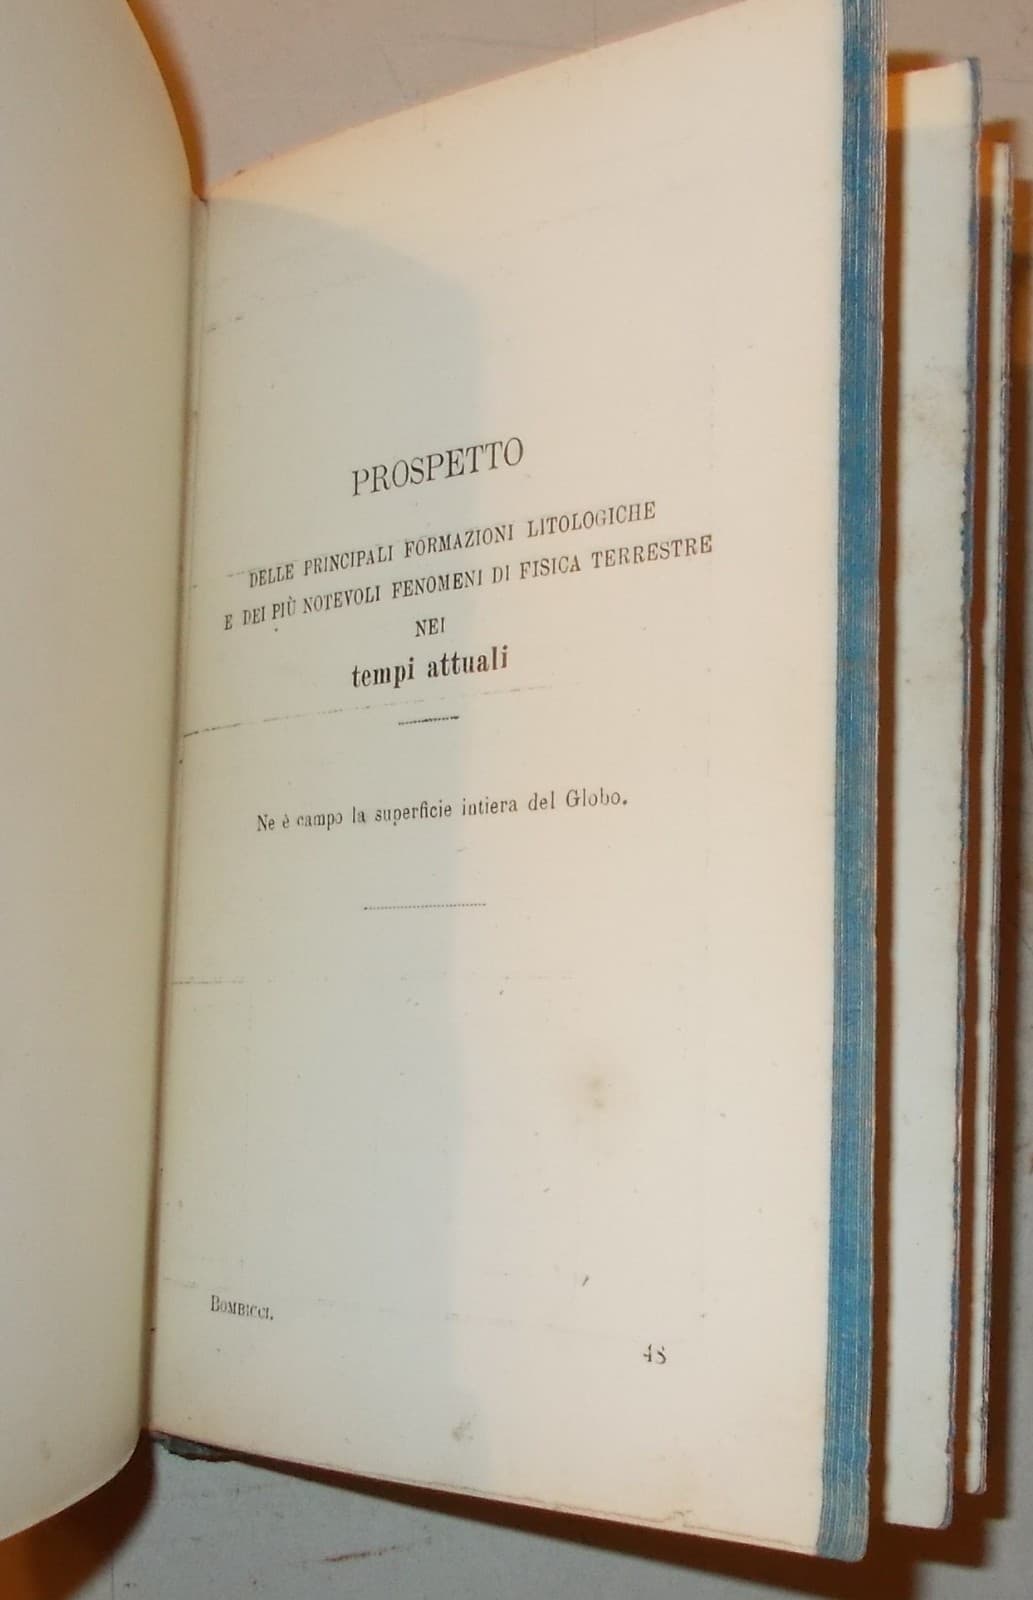 PROSPETTO
DELLE PRINCIPALI FORMAZIONI LITOLOGICHE
E DEI PIÙ NOTEVOLI FENOMENI DI FISICA TERRESTRE
NEI
tempi attuali
Ne è campo la superficie intiera del Globo.
BOMBICCI.
48